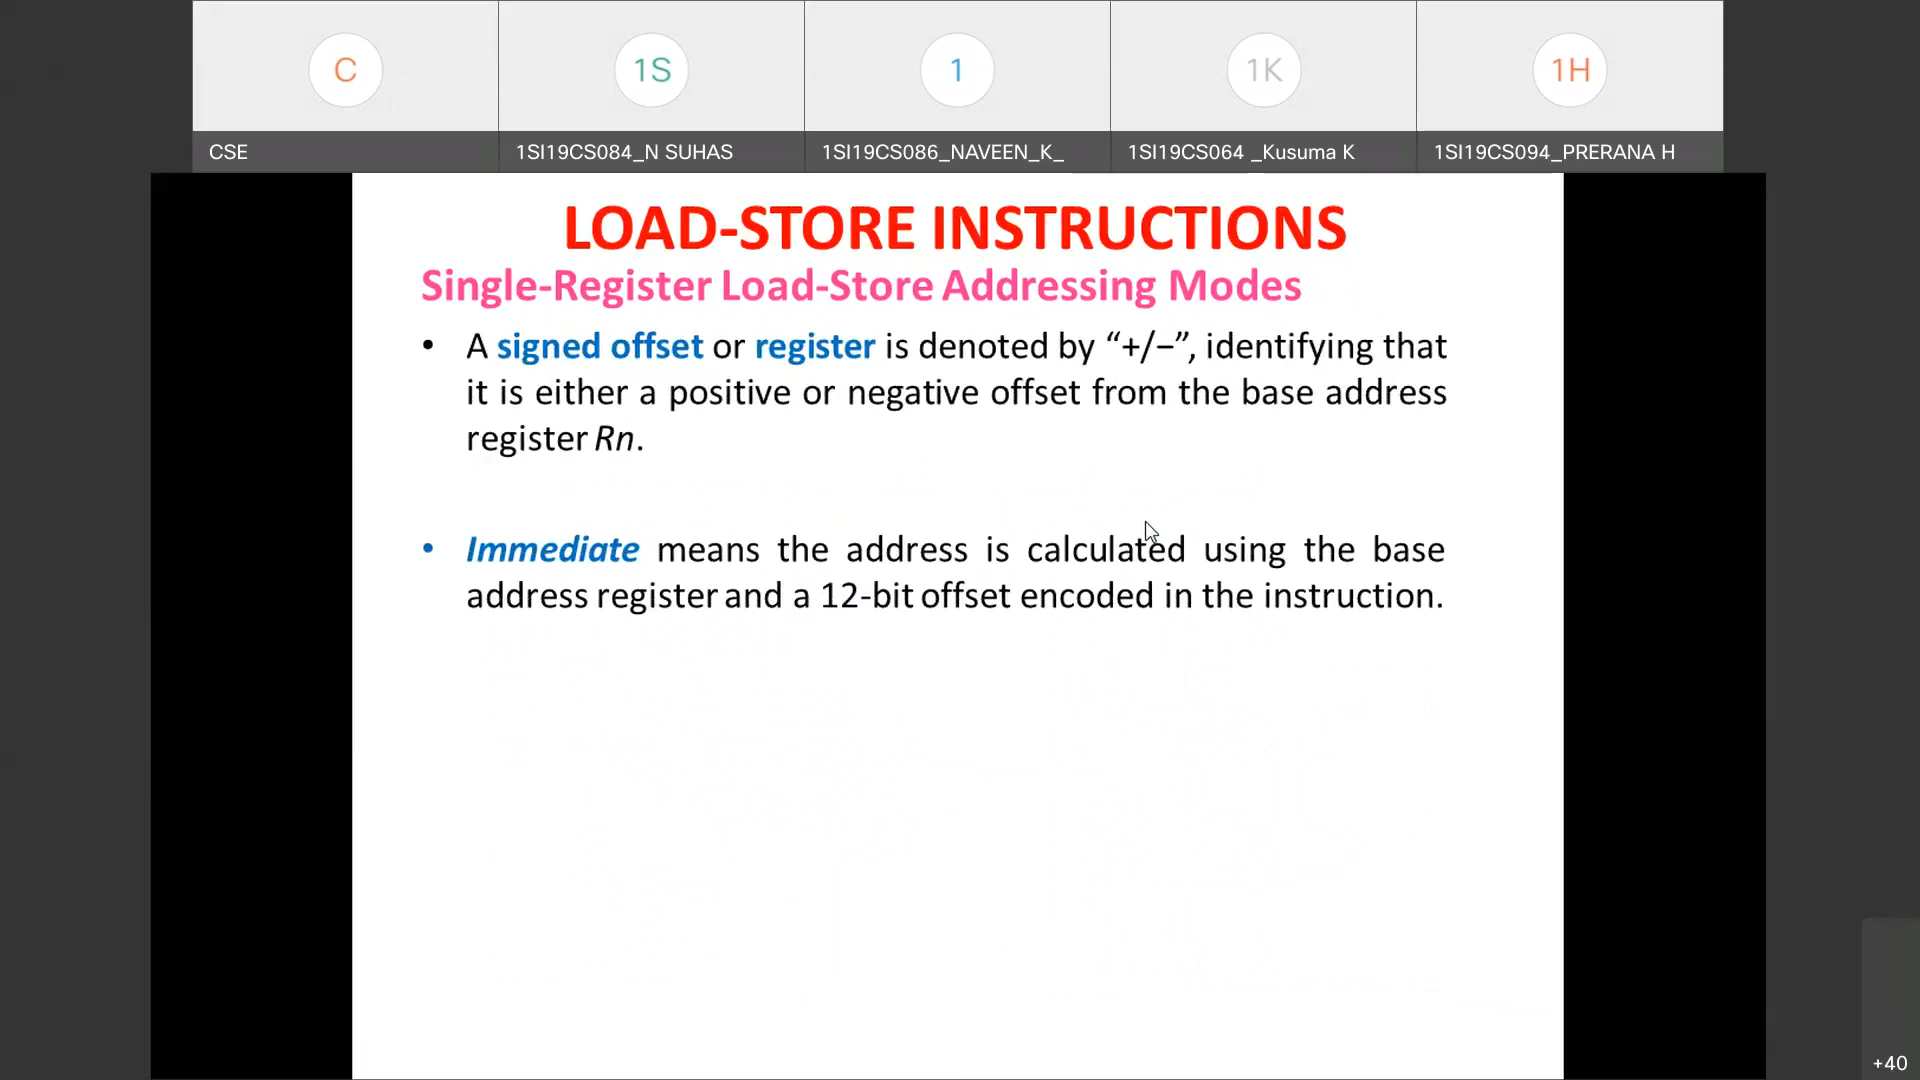 C
1S
1
1K
1H
CSE
1SI19CS084_N SUHAS
1SI19CS086_NAVEEN_K_
1SI19CS064 _Kusuma K
1SI19CS094_PRERANA H
LOAD-STORE INSTRUCTIONS
Single-Register Load-Store Addressing Modes
• A signed offset or register is denoted by “+/−”, identifying that
it is either a positive or negative offset from the base address
register Rn.
• Immediate means the address is calculated using the base
address register and a 12-bit offset encoded in the instruction.
+40